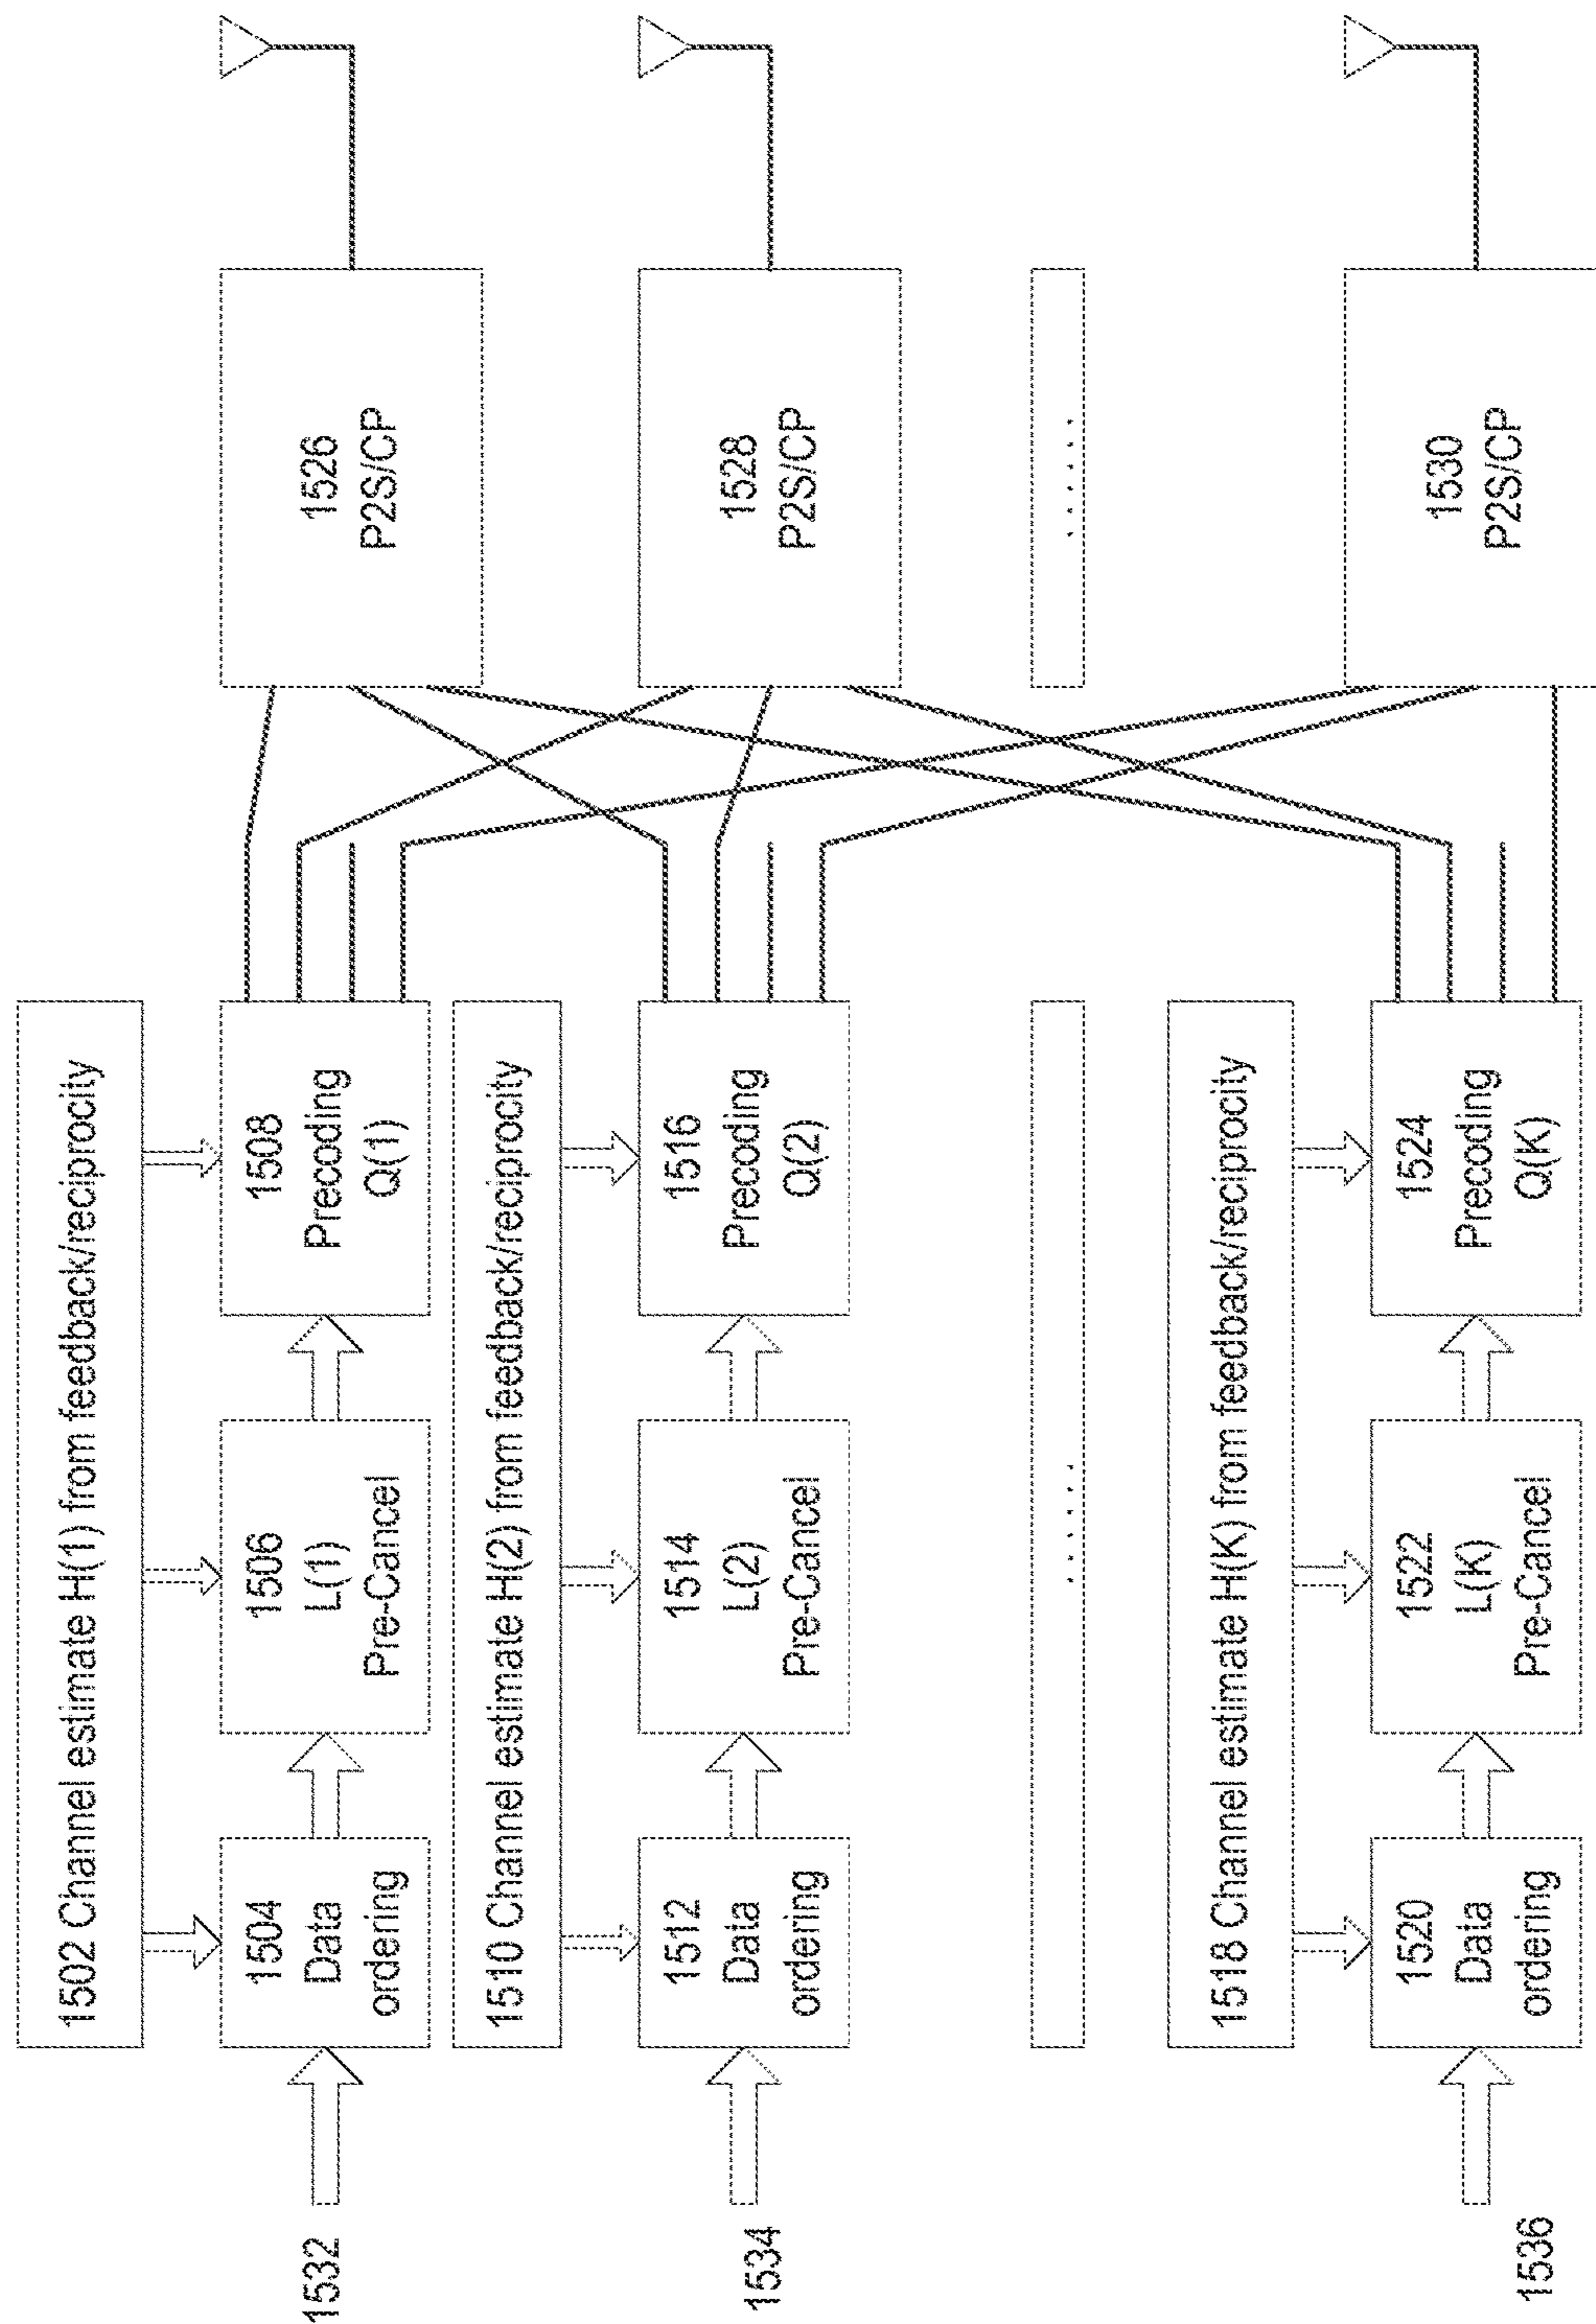 1502 Channel estimate H(1) from feedback/reciprocity
1532
1504
Data
ordering
1506
L(1)
Pre-Cancel
1508
Precoding
Q(1)
1526
P2S/CP
1510 Channel estimate H(2) from feedback/reciprocity
1534
1512
Data
ordering
1514
L(2)
Pre-Cancel
1516
Precoding
Q(2)
1528
P2S/CP
......
......
1518 Channel estimate H(K) from feedback/reciprocity
1536
1520
Data
ordering
1522
L(K)
Pre-Cancel
1524
Precoding
Q(K)
1530
P2S/CP